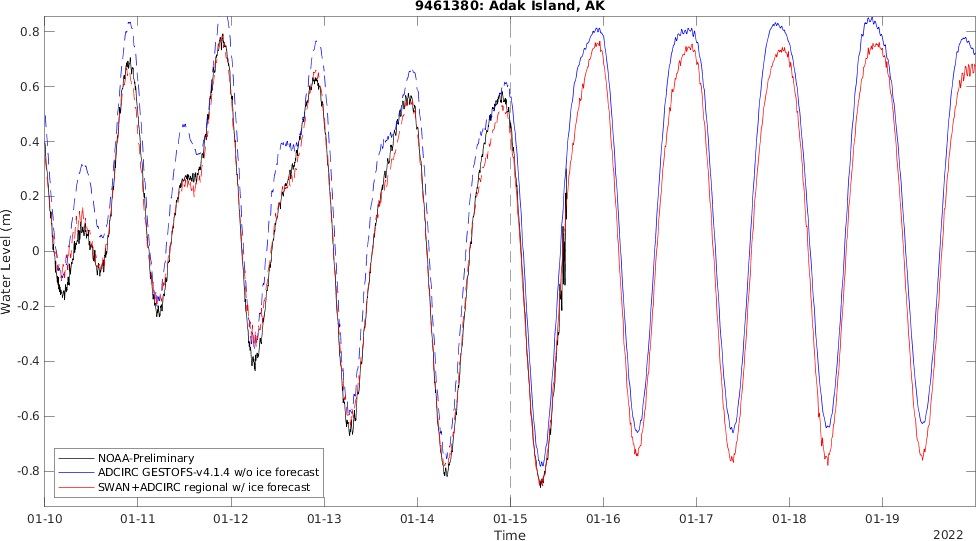 9461380: Adak Island, AK
0.8
0.6
0.4
0.2
0
-0.2
-0.4
-0.6
-0.8
Water Level (m)
NOAA-Preliminary
ADCIRC GESTOFS-v4.1.4 w/o ice forecast
SWAN+ADCIRC regional w/ ice forecast
01-10 01-11 01-12 01-13 01-14 01-15 01-16 01-17 01-18 01-19
Time
2022